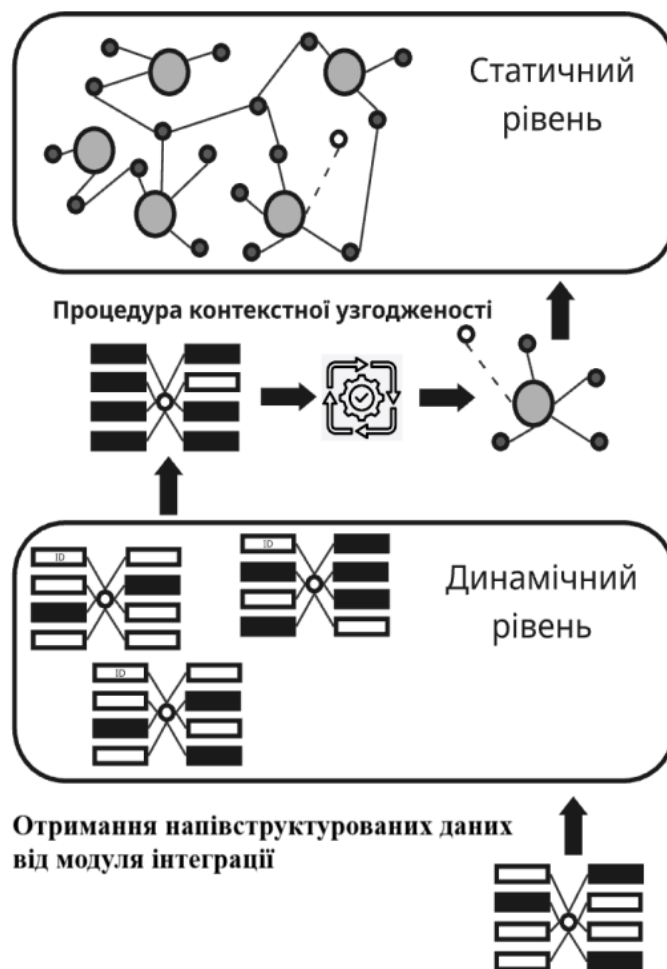 Статичний
рівень
Процедура контекстної узгодженості
ID
ID
Динамічний
рівень
ID
Отримання напівструктурованих даних
від модуля інтеграції